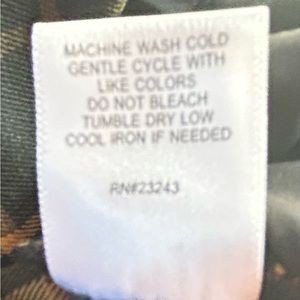 MACHINE WASH COLD
GENTLE CYCLE WITH
LIKE COLORS
DO NOT BLEACH
TUMBLE DRY LOW
COOL IRON IF NEEDED
RN#23243